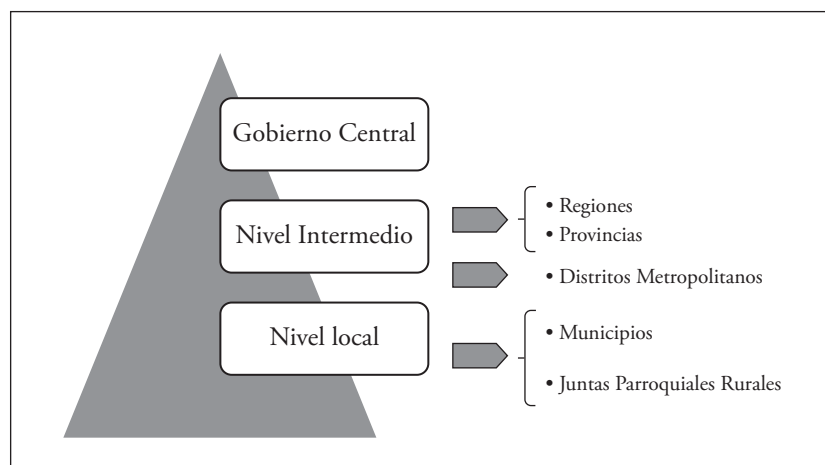 Gobierno Central
Nivel Intermedio
• Regiones
• Provincias
• Distritos Metropolitanos
Nivel local
• Municipios
• Juntas Parroquiales Rurales